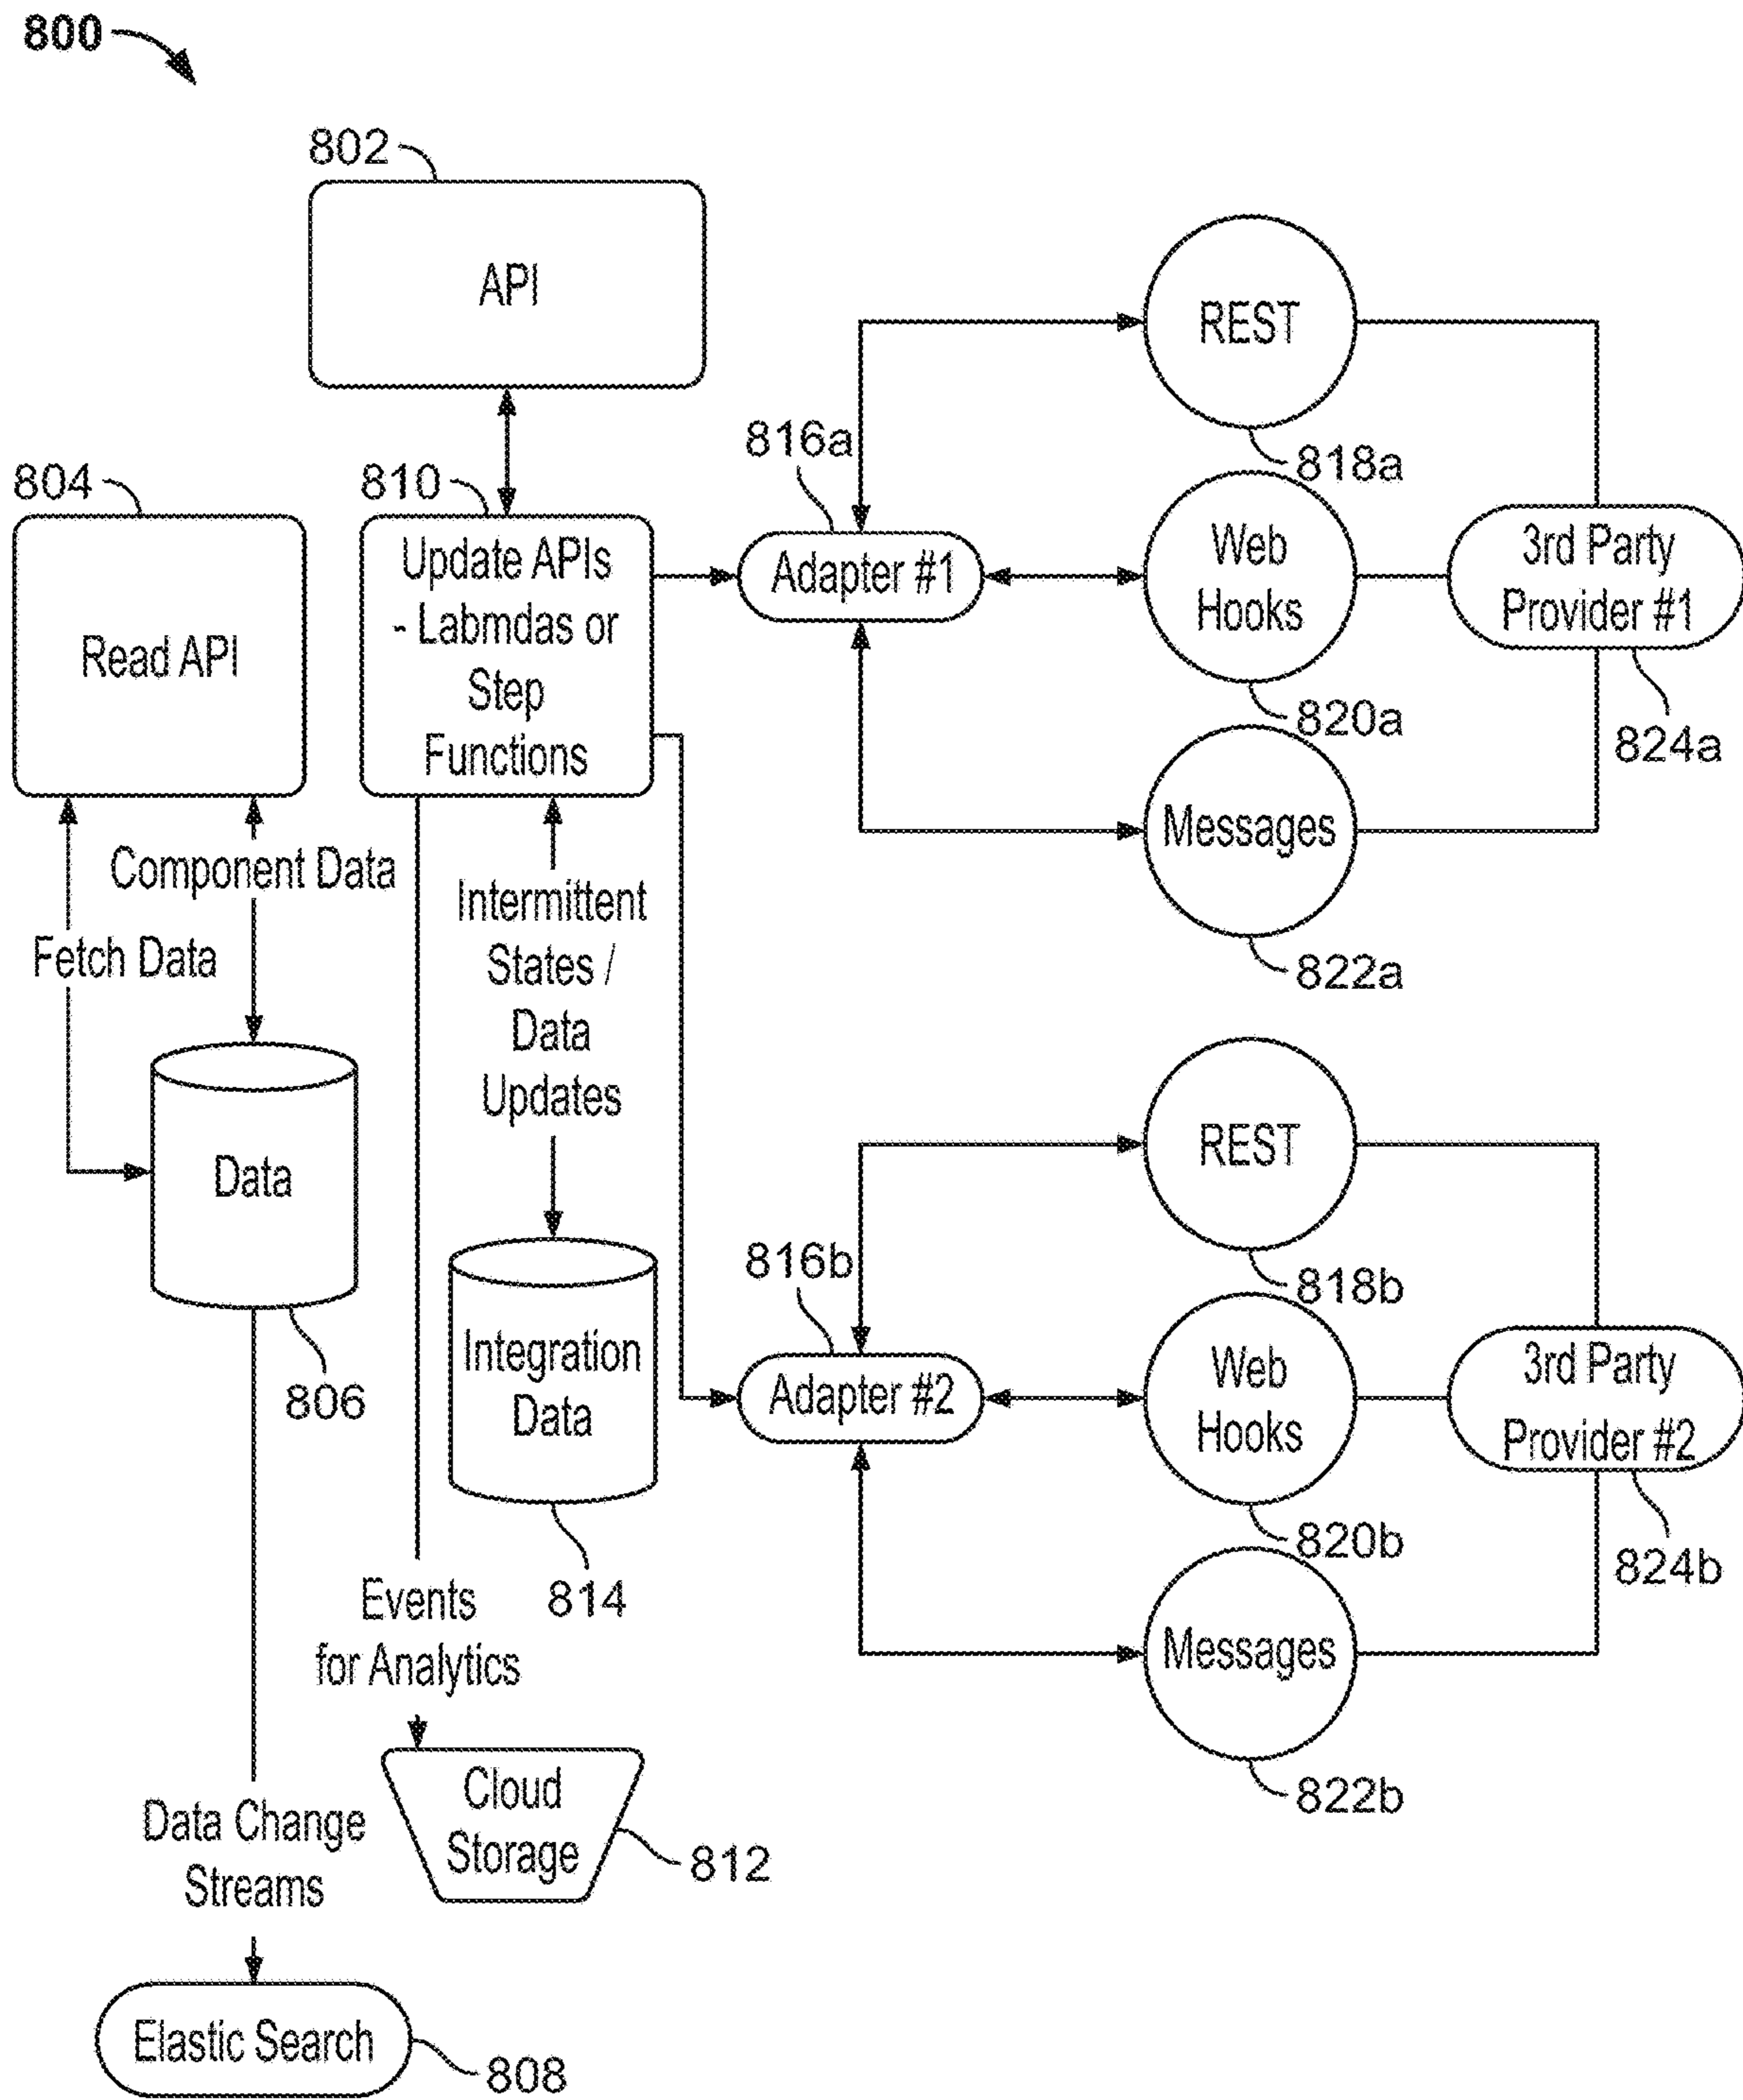 800
802
API
804
Read API
810
Update APIs
- Labmdas or
Step
Functions
Component Data
Fetch Data
Intermittent
States /
Data
Updates
Data
806
Integration
Data
814
Events
for Analytics
Cloud
Storage
812
Data Change
Streams
Elastic Search
808
816a
Adapter #1
REST
818a
Web
Hooks
820a
Messages
822a
3rd Party
Provider #1
824a
816b
Adapter #2
REST
818b
Web
Hooks
820b
Messages
822b
3rd Party
Provider #2
824b